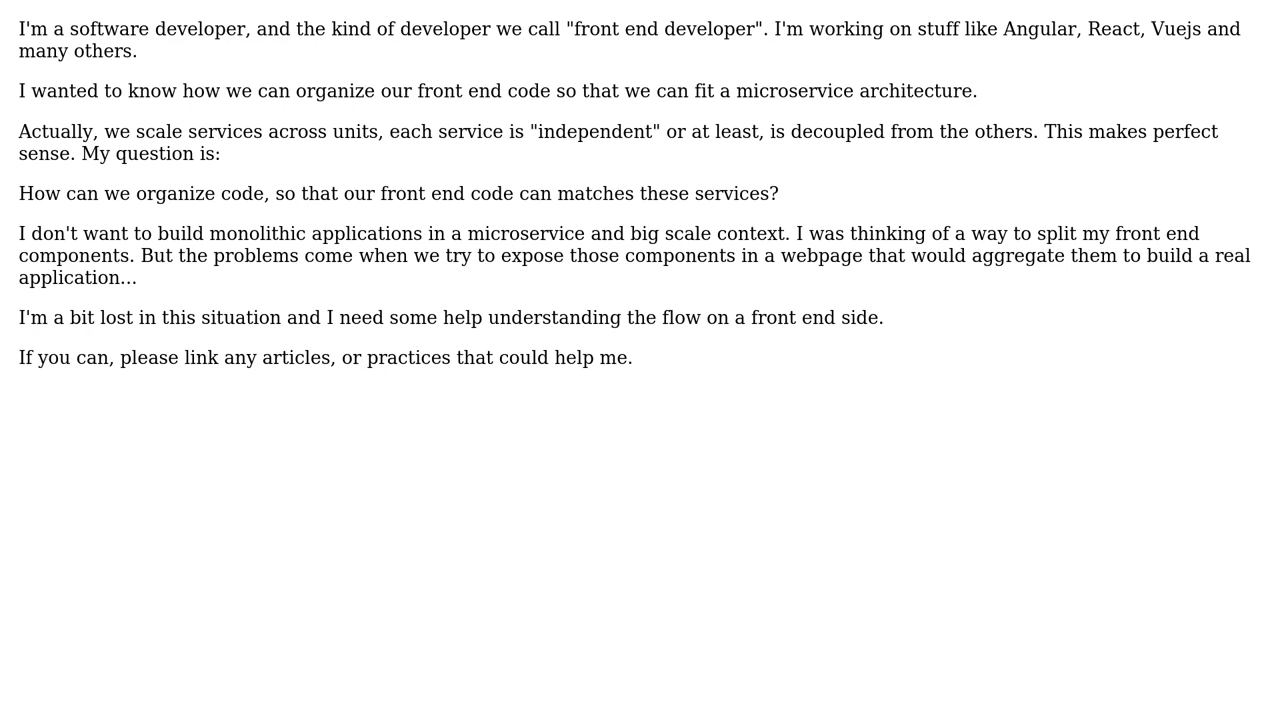 I'm a software developer, and the kind of developer we call "front end developer". I'm working on stuff like Angular, React, Vuejs and
many others.
I wanted to know how we can organize our front end code so that we can fit a microservice architecture.
Actually, we scale services across units, each service is "independent" or at least, is decoupled from the others. This makes perfect
sense. My question is:
How can we organize code, so that our front end code can matches these services?
I don't want to build monolithic applications in a microservice and big scale context. I was thinking of a way to split my front end
components. But the problems come when we try to expose those components in a webpage that would aggregate them to build a real
application...
I'm a bit lost in this situation and I need some help understanding the flow on a front end side.
If you can, please link any articles, or practices that could help me.